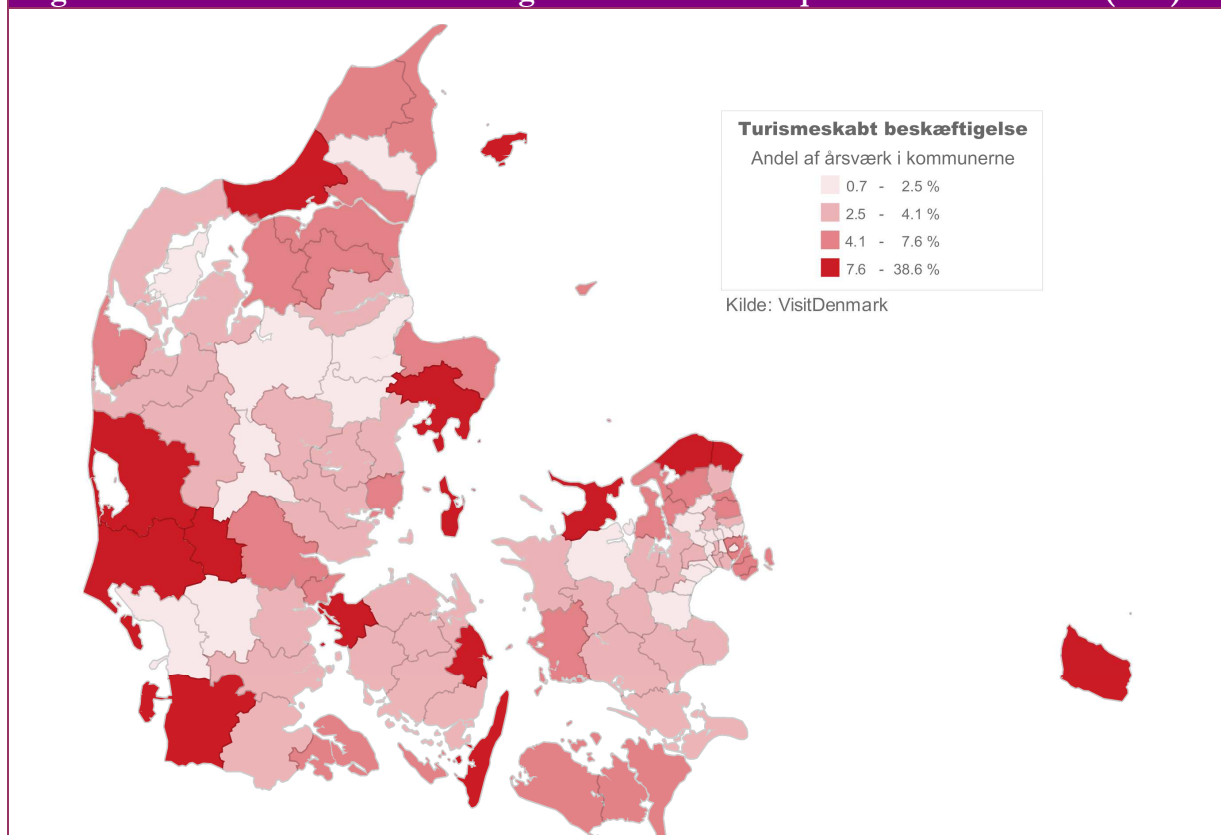 Turismeskabt beskæftigelse
Andel af årsværk i kommunerne
0.7 - 2.5 %
2.5 - 4.1 %
4.1 - 7.6 %
7.6 - 38.6 %
Kilde: VisitDenmark